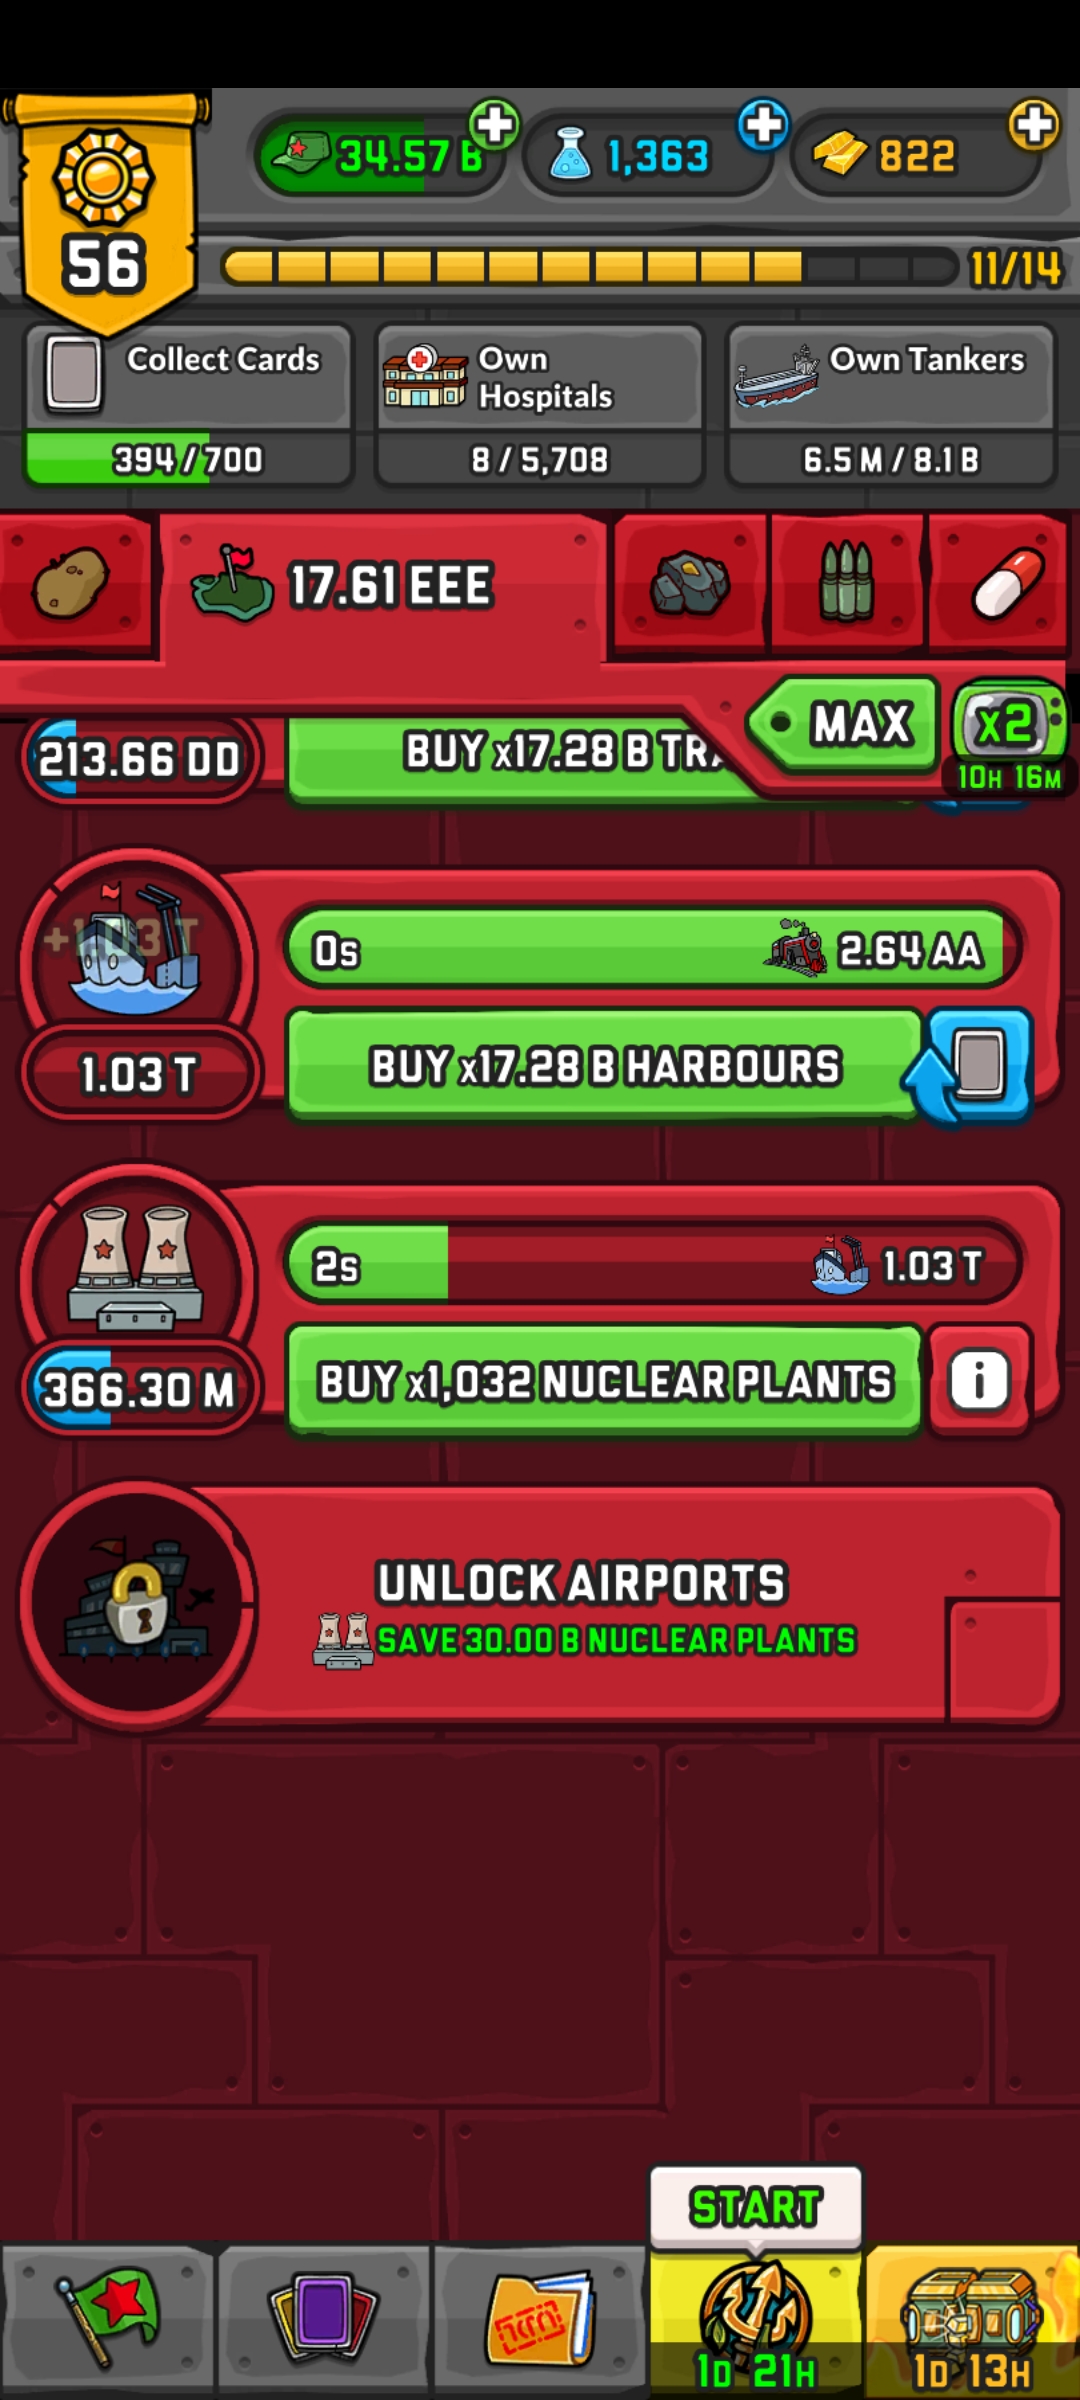 56
34.57 B
1,363
822
11/14
Collect Cards
394 / 700
Own
Hospitals
8 / 5,708
Own Tankers
6.5 M / 8.1 B
17.61 EEE
MAX
x2
10H 16M
213.66 DD
BUY x17.28 B
+1.03 T
0s
2.64 AA
1.03 T
BUY x17.28 B HARBOURS
2s
1.03 T
366.30 M
BUY x1,032 NUCLEAR PLANTS
i
UNLOCK AIRPORTS
SAVE 30.00 B NUCLEAR PLANTS
START
1D 21H
1D 13H